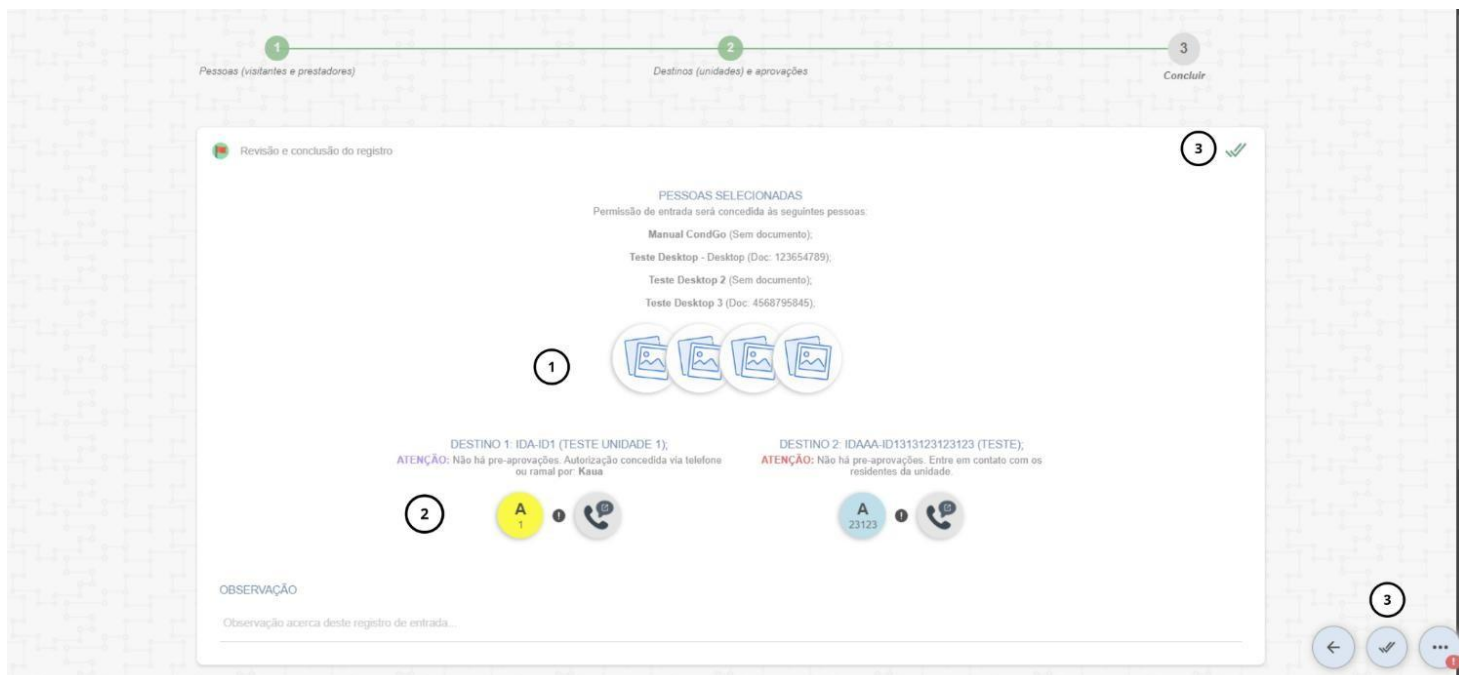 1
2
3
Pessoas (visitantes e prestadores)
Destinos (unidades) e aprovações
Concluir
Revisão e conclusão do registro
3
PESSOAS SELECIONADAS
Permissão de entrada será concedida às seguintes pessoas:
Manual CondGo (Sem documento);
Teste Desktop - Desktop (Doc: 123654789);
Teste Desktop 2 (Sem documento);
Teste Desktop 3 (Doc: 4568795845);
1
DESTINO 1: IDA-ID1 (TESTE UNIDADE 1);
ATENÇÃO: Não há pre-aprovações. Autorização concedida via telefone
ou ramal por: Kaua
DESTINO 2: IDAAA-ID1313123123123 (TESTE);
ATENÇÃO: Não há pre-aprovações. Entre em contato com os
residentes da unidade.
2
A
1
A
23123
OBSERVAÇÃO
Observação acerca deste registro de entrada...
3